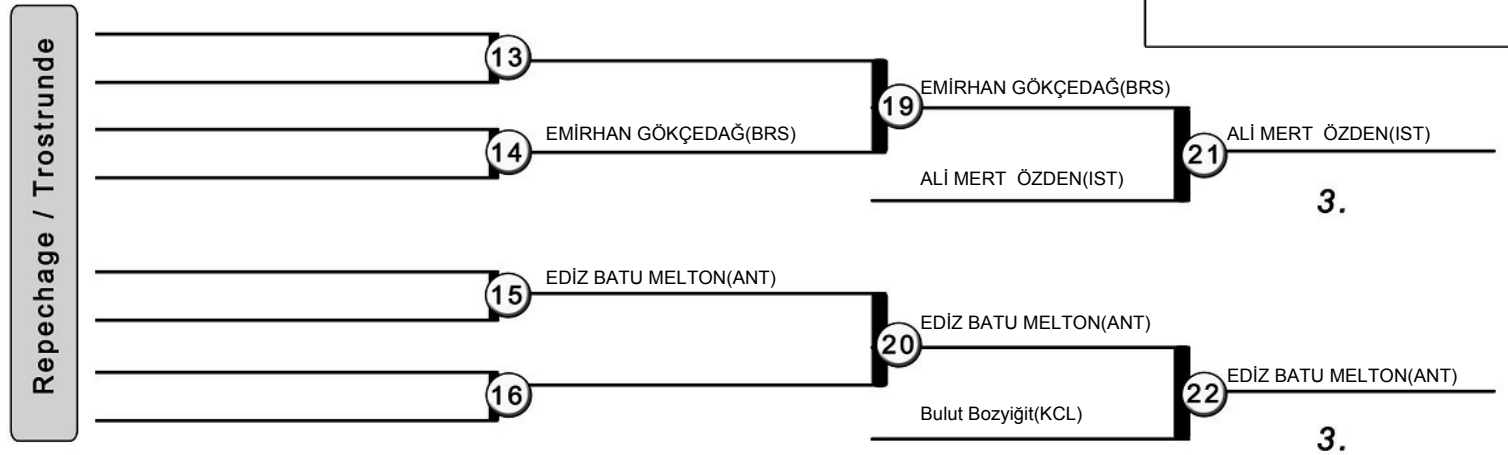 Repechage / Trostrunde
13
EMİRHAN GÖKÇEDAĞ(BRS)
19
14
EMİRHAN GÖKÇEDAĞ(BRS)
ALİ MERT  ÖZDEN(IST)
21
ALİ MERT  ÖZDEN(IST)
3.
15
EDİZ BATU MELTON(ANT)
20
EDİZ BATU MELTON(ANT)
16
Bulut Bozyiğit(KCL)
22
EDİZ BATU MELTON(ANT)
3.